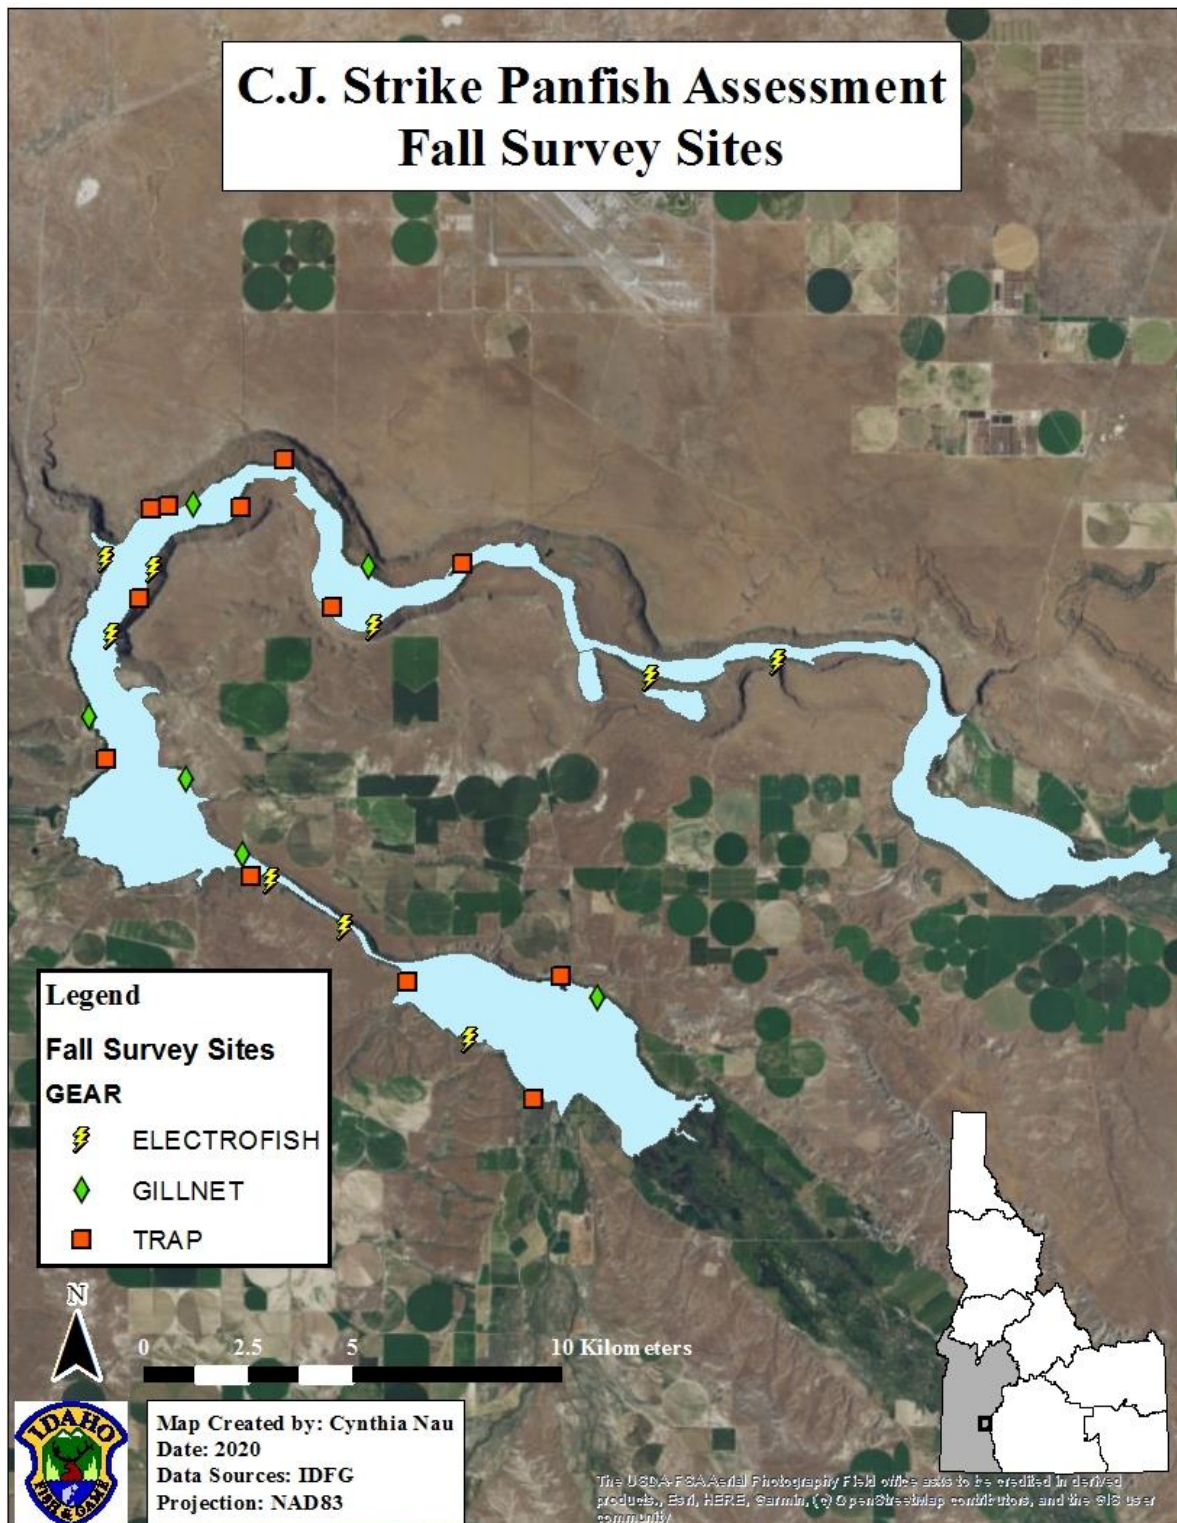 C.J. Strike Panfish Assessment
Fall Survey Sites
Legend
Fall Survey Sites
GEAR
ELECTROFISH
GILLNET
TRAP
N
0 2.5 5 10 Kilometers
IDAHO
FISH & GAME
Map Created by: Cynthia Nau
Date: 2020
Data Sources: IDFG
Projection: NAD83
The USDA-FSA Aerial Photography Field office asks to be credited in derived
products., Esri, HERE, Garmin, (c) OpenStreetMap contributors, and the GIS user
community